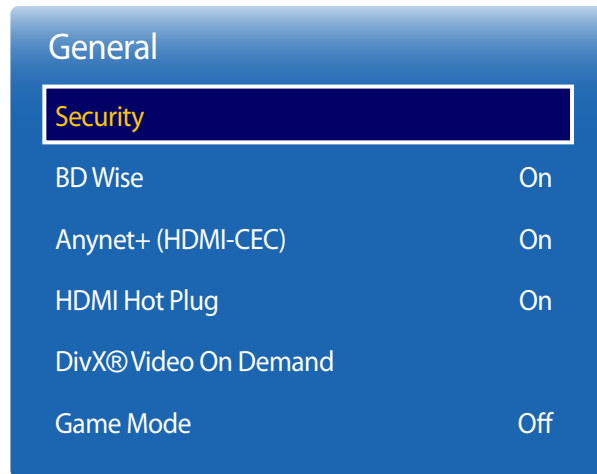 General
Security
BD Wise On
Anynet+ (HDMI-CEC) On
HDMI Hot Plug On
DivX® Video On Demand
Game Mode Off